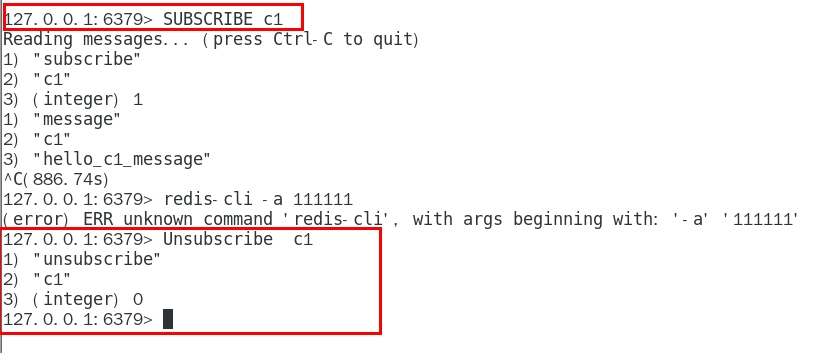 127.0.0.1:6379> SUBSCRIBE c1
Reading messages... (press Ctrl-C to quit)
1) "subscribe"
2) "c1"
3) (integer) 1
1) "message"
2) "c1"
3) "hello_c1_message"
^C(886.74s)
127.0.0.1:6379> redis-cli -a 111111
(error) ERR unknown command 'redis-cli', with args beginning with: '-a' '111111'
127.0.0.1:6379> Unsubscribe  c1
1) "unsubscribe"
2) "c1"
3) (integer) 0
127.0.0.1:6379>